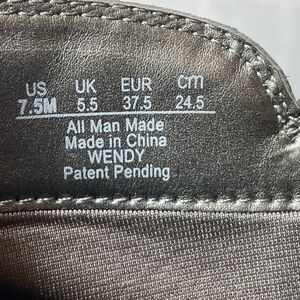 US UK EUR cm
7.5M 5.5 37.5 24.5
All Man Made
Made in China
WENDY
Patent Pending